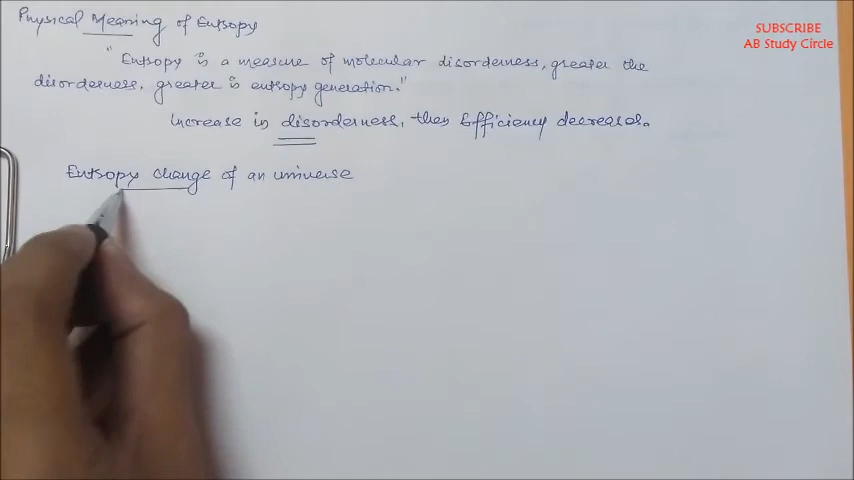 Physical Meaning of Entropy
SUBSCRIBE
AB Study Circle
"Entropy is a measure of molecular disorderness, greater the
disorderness, greater is entropy generation."
Increase in disorderness, then Efficiency decreases.
Entropy change of an universe